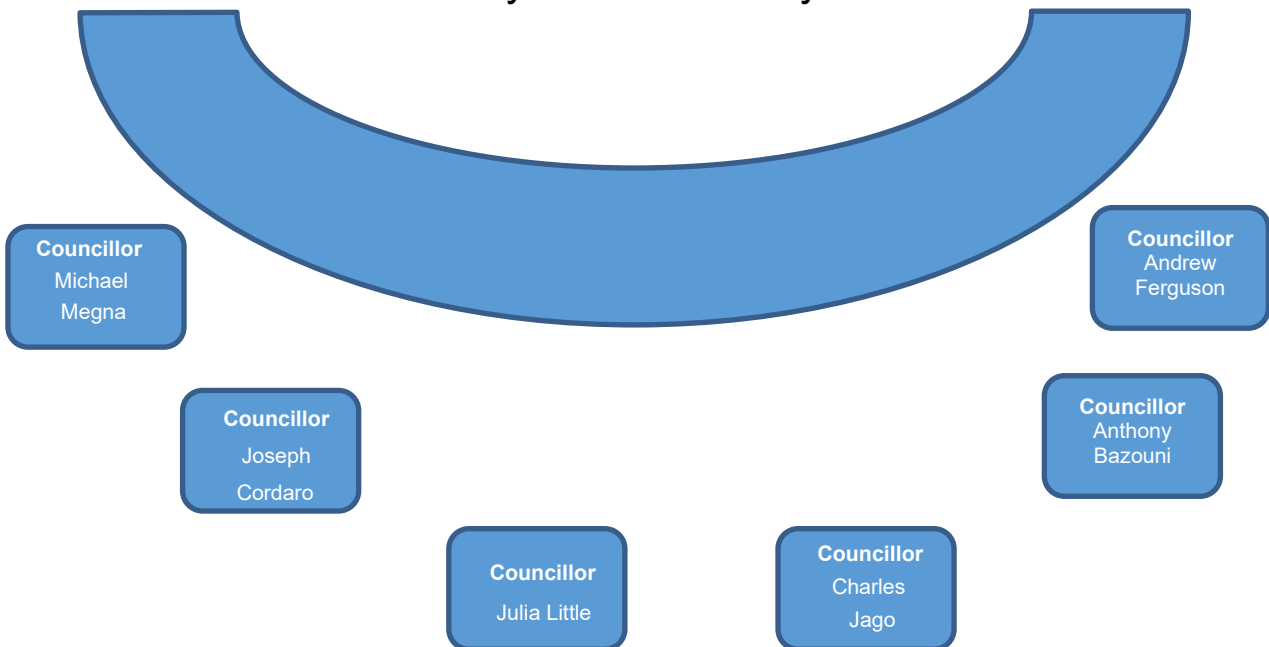 Councillor
Michael
Megna
Councillor
Andrew
Ferguson
Councillor
Joseph
Cordaro
Councillor
Anthony
Bazouni
Councillor
Julia Little
Councillor
Charles
Jago